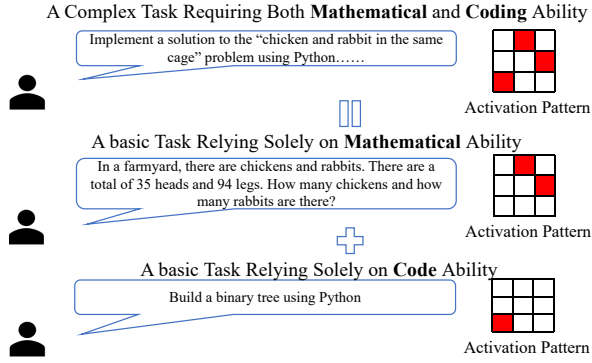 A Complex Task Requiring Both Mathematical and Coding Ability
Implement a solution to the “chicken and rabbit in the same
cage” problem using Python……
Activation Pattern
A basic Task Relying Solely on Mathematical Ability
In a farmyard, there are chickens and rabbits. There are a
total of 35 heads and 94 legs. How many chickens and how
many rabbits are there?
Activation Pattern
A basic Task Relying Solely on Code Ability
Build a binary tree using Python
Activation Pattern